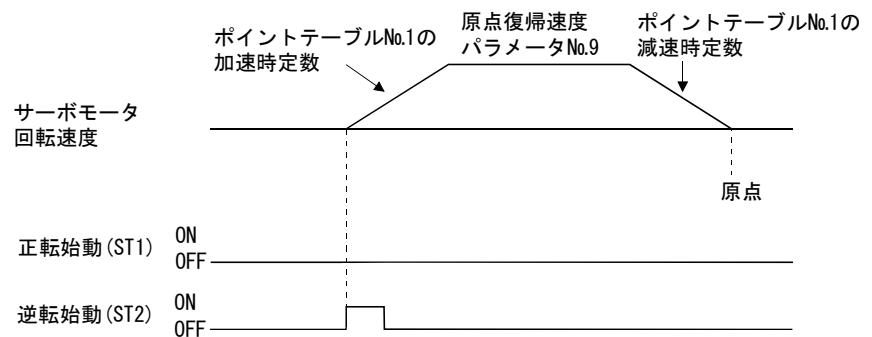 ポイントテーブル№1の
加速時定数
原点復帰速度
パラメータ№9
ポイントテーブル№1の
減速時定数
サーボモータ
回転速度
原点
正転始動(ST1)
ON
OFF
逆転始動(ST2)
ON
OFF